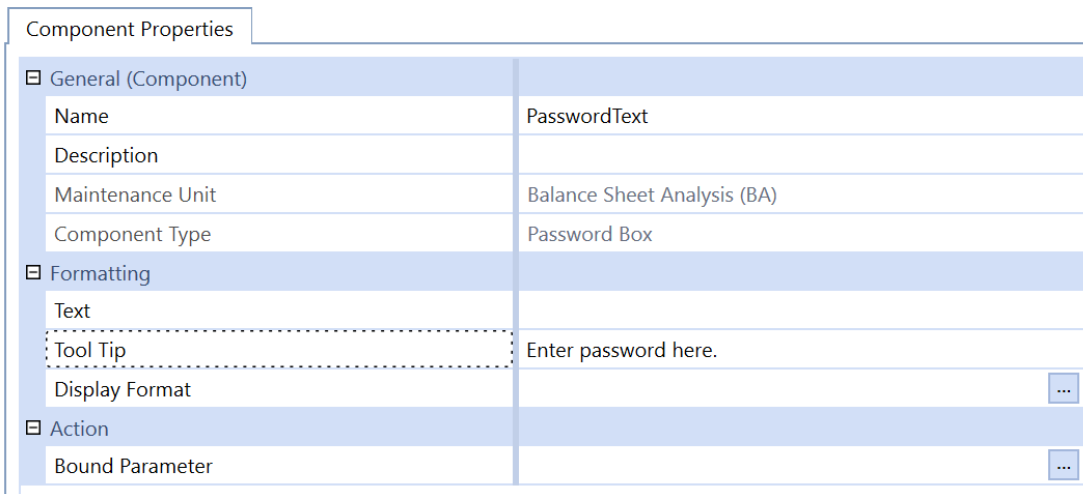 Component Properties
General (Component)
Name PasswordText
Description
Maintenance Unit Balance Sheet Analysis (BA)
Component Type Password Box
Formatting
Text
Tool Tip Enter password here.
Display Format ...
Action
Bound Parameter ...